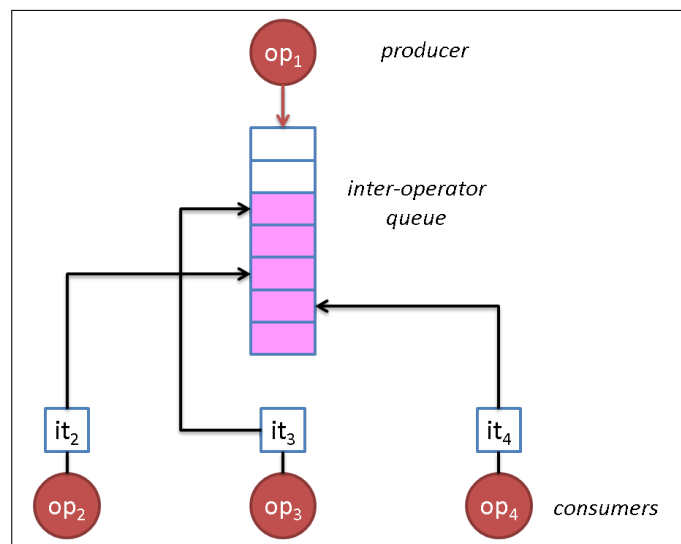 op₁
producer
inter-operator
queue
it₂
it₃
it₄
op₂
op₃
op₄
consumers